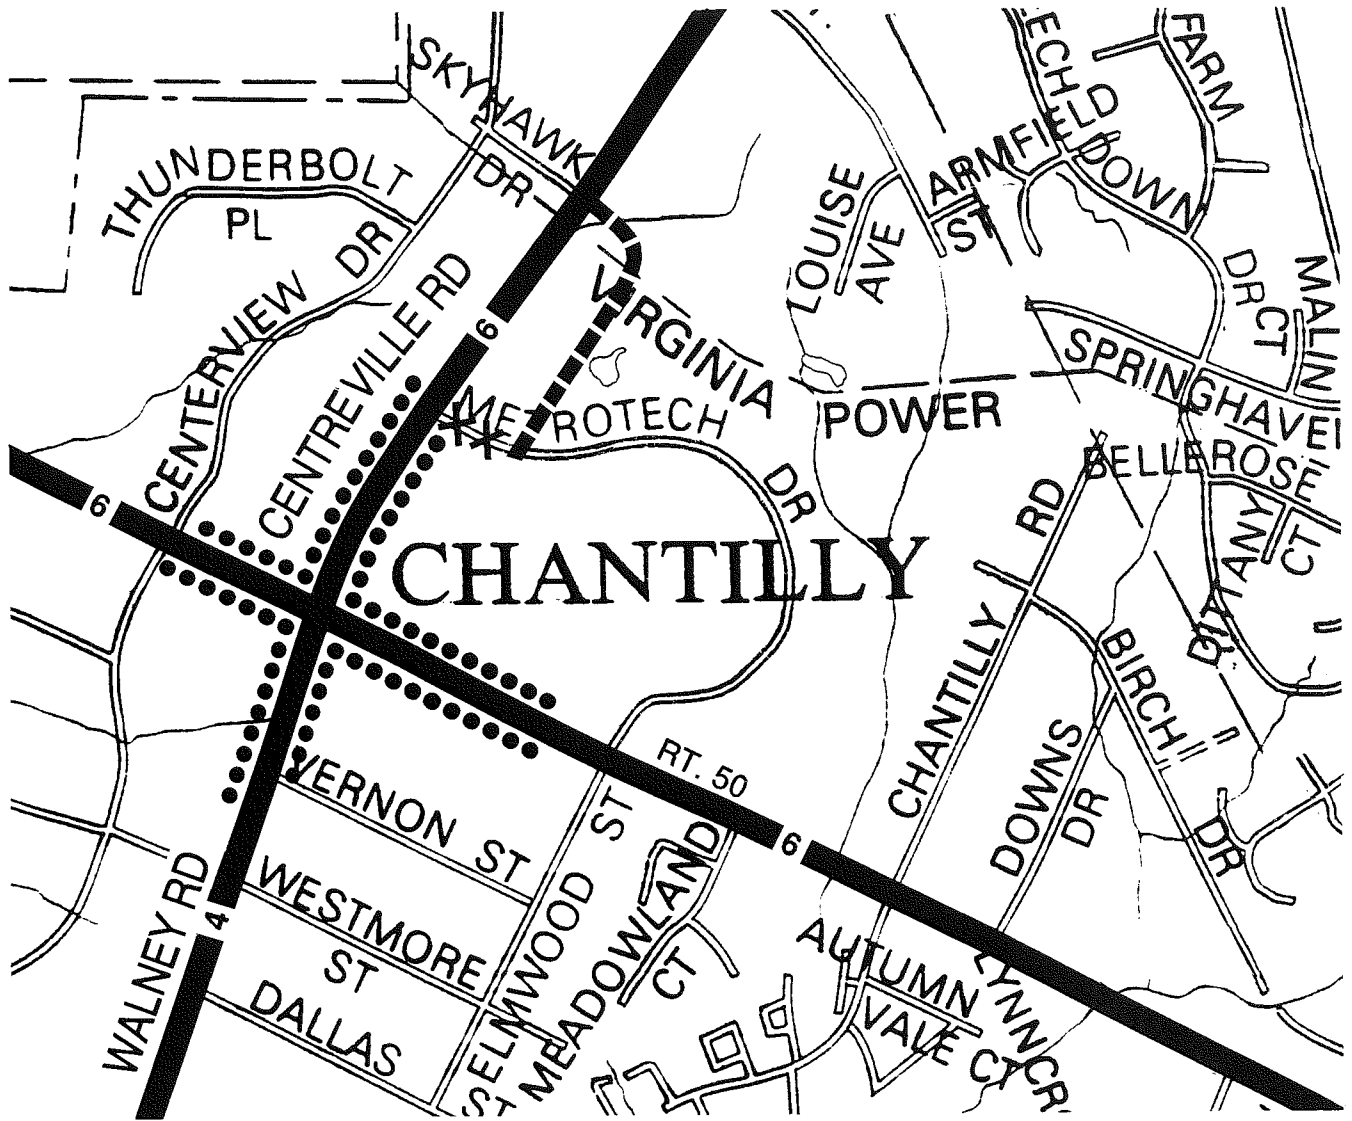 SKYHAWK
DR
THUNDERBOLT
PL
CENTERVIEW DR
CENTREVILLE RD
6
VIRGINIA
POWER
METROTECH
DR
LOUISE
AVE
ARMFIELD
ST
FARM
DOWN
DR
CT
MALIN
SPRINGHAVE
BELLEROSE
CT
CHANTILLY
6
RT. 50
6
CHANTILLY RD
BIRCH
DR
DOWNS
DR
VERNON ST
WESTMORE
ST
DALLAS
ST
ELMWOOD ST
MEADOWLAND
CT
WALNEY RD
4
AUTUMN
VALE CT
LYNNCR